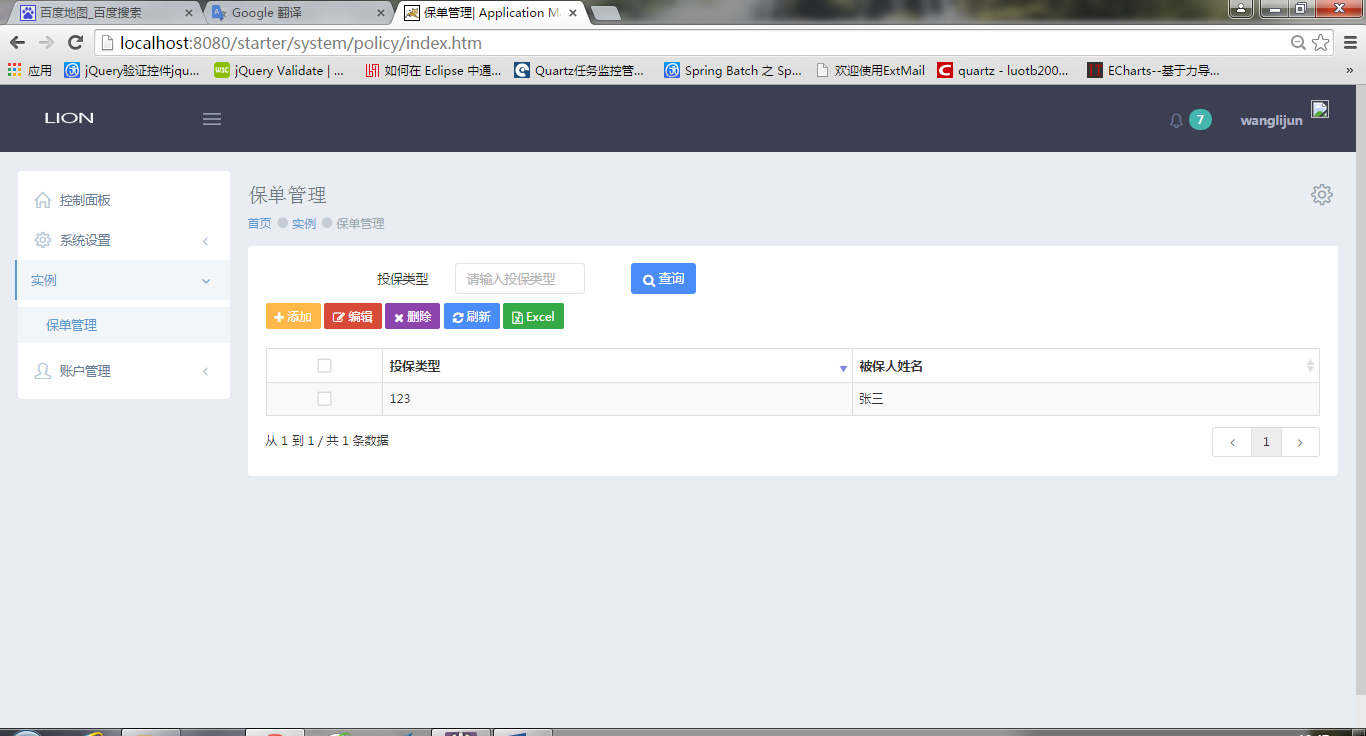 百度地图_百度搜索 Google 翻译 保单管理| Application M
localhost:8080/starter/system/policy/index.htm
应用 jQuery验证控件jqu... jQuery Validate | ... 如何在 Eclipse 中通... Quartz任务监控管... Spring Batch 之 Sp... 欢迎使用ExtMail quartz - luotb200... ECharts--基于力导... »
LION 7 wanglijun
控制面板
系统设置
实例
保单管理
账户管理
保单管理
首页 实例 保单管理
投保类型 请输入投保类型 查询
添加 编辑 删除 刷新 Excel
投保类型 被保人姓名
123 张三
从 1 到 1 / 共 1 条数据 ‹ 1 ›